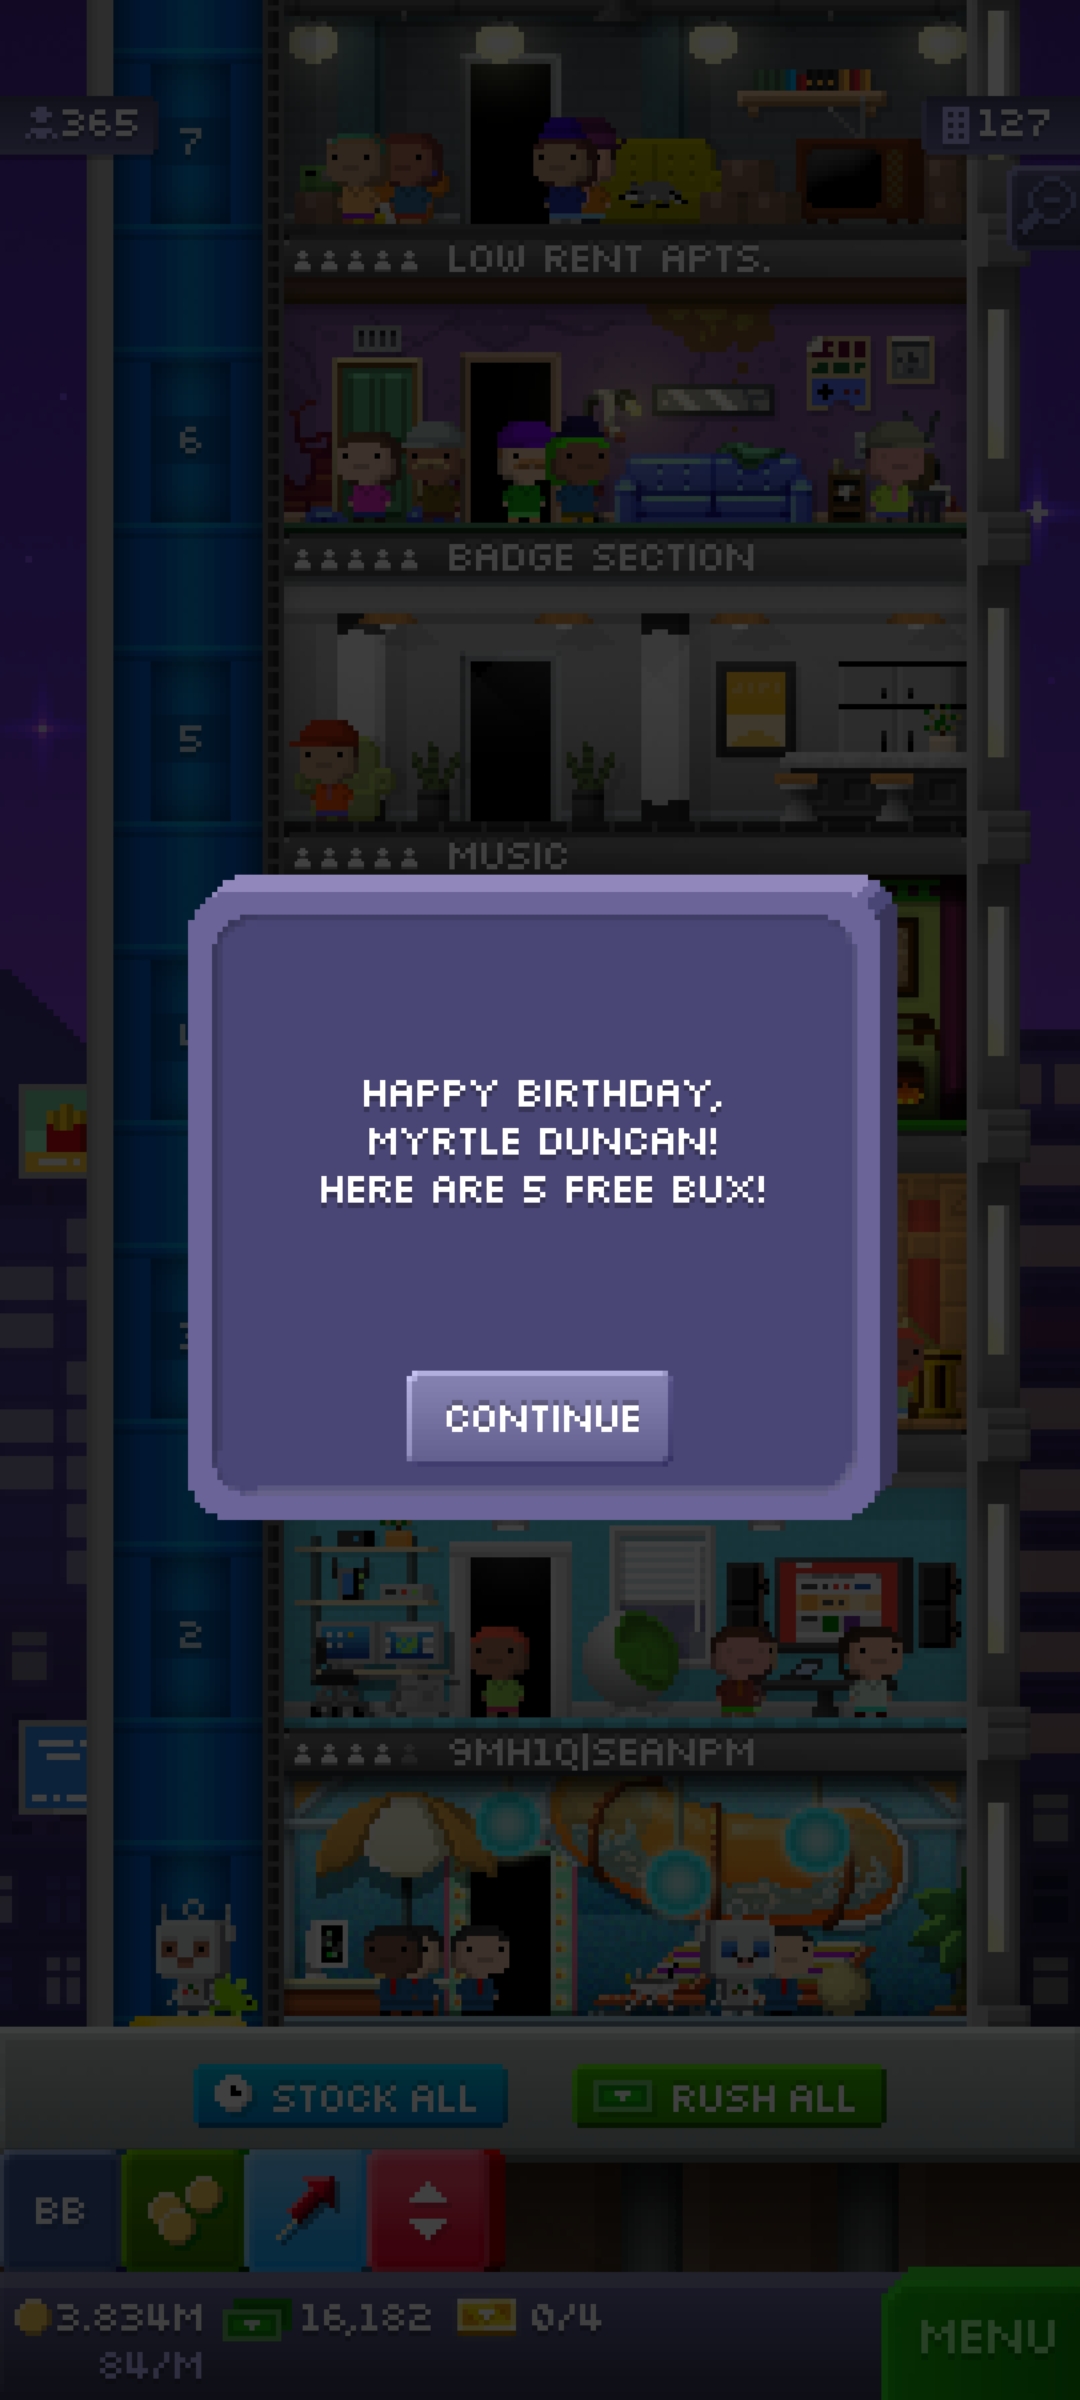 365
7
127
LOW RENT APTS.
6
BADGE SECTION
5
MUSIC
HAPPY BIRTHDAY,
MYRTLE DUNCAN!
HERE ARE 5 FREE BUX!
CONTINUE
2
9MH1Q|SEANPM
STOCK ALL
RUSH ALL
BB
3.834M
16,182
0/4
84/M
MENU